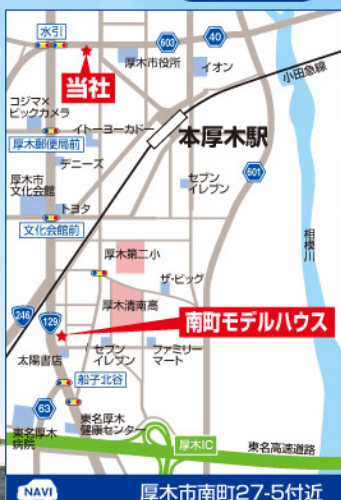 水引
603
40
厚木市役所
イオン
小田急線
当社
コジマ×
ビックカメラ
イトーヨーカドー
本厚木駅
厚木郵便局前
デニーズ
セブン
イレブン
601
厚木市
文化会館
トヨタ
文化会館前
相模川
厚木第二小
ザ・ビッグ
厚木清南高
246
129
南町モデルハウス
太陽書店
セブン
イレブン
ファミリー
マート
船子北谷
63
東名厚木
病院
東名厚木
健康センター
厚木IC
東名高速道路
NAVI
厚木市南町27-5付近